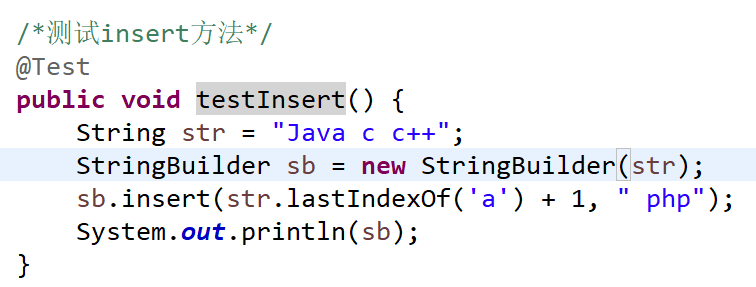 /*测试insert方法*/
@Test
public void testInsert() {
    String str = "Java c c++";
    StringBuilder sb = new StringBuilder(str);
    sb.insert(str.lastIndexOf('a') + 1, " php");
    System.out.println(sb);
}